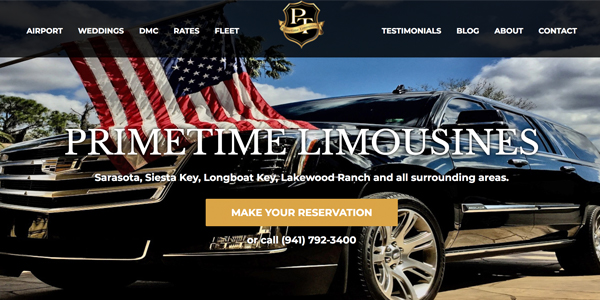 AIRPORT WEDDINGS DMC RATES FLEET PT TESTIMONIALS BLOG ABOUT CONTACT
PRIMETIME LIMOUSINES
Sarasota, Siesta Key, Longboat Key, Lakewood Ranch and all surrounding areas.
MAKE YOUR RESERVATION
or call (941) 792-3400